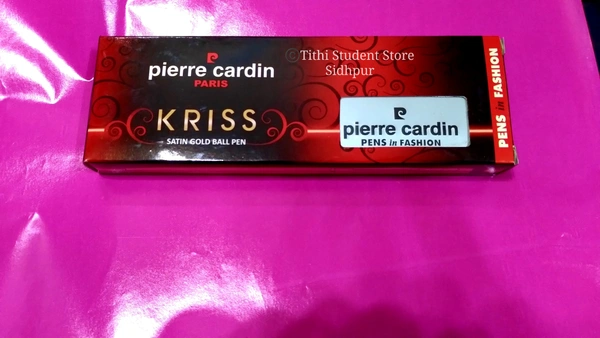 pierre cardin
PARIS
KRISS
SATIN GOLD BALL PEN
©Tithi Student Store
Sidhpur
pierre cardin
PENS in FASHION
PENS in FASHION